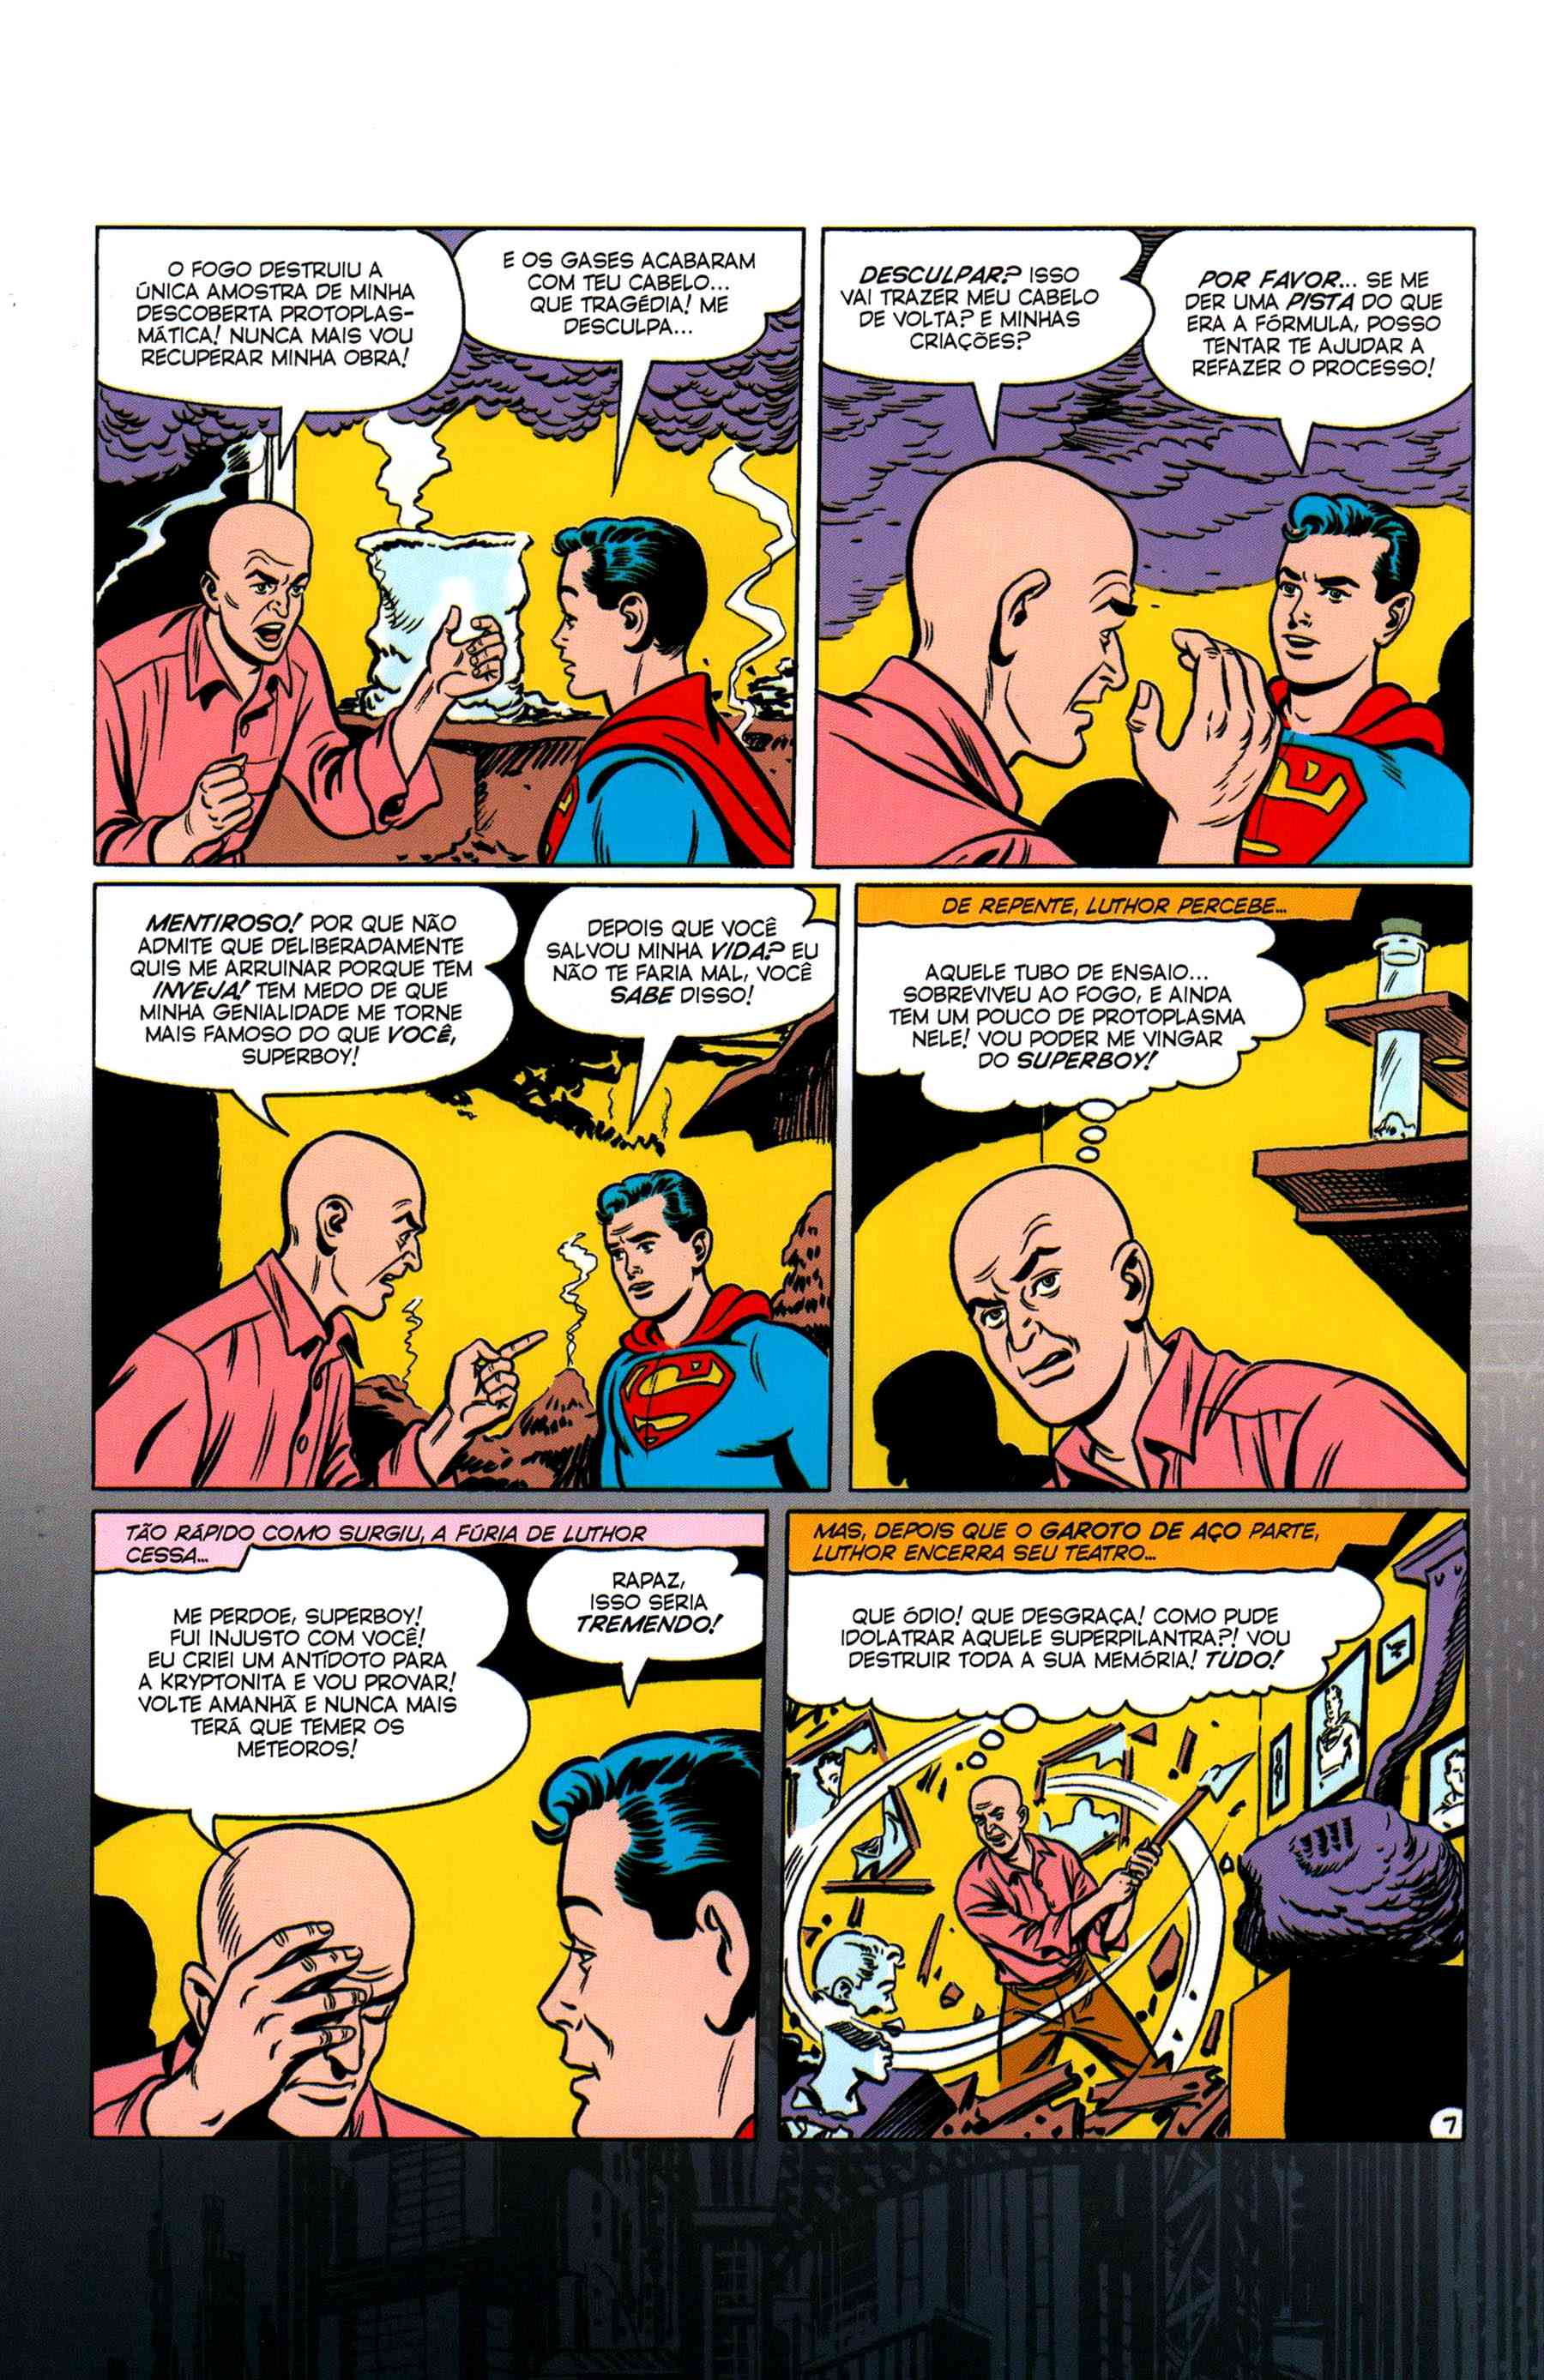 O FOGO DESTRUIU A
ÚNICA AMOSTRA DE MINHA
DESCOBERTA PROTOPLAS-
MÁTICA! NUNCA MAIS VOU
RECUPERAR MINHA OBRA!
E OS GASES ACABARAM
COM TEU CABELO...
QUE TRAGÉDIA! ME
DESCULPA...
DESCULPAR? ISSO
VAI TRAZER MEU CABELO
DE VOLTA? E MINHAS
CRIAÇÕES?
POR FAVOR... SE ME
DER UMA PISTA DO QUE
ERA A FÓRMULA, POSSO
TENTAR TE AJUDAR A
REFAZER O PROCESSO!
MENTIROSO! POR QUE NÃO
ADMITE QUE DELIBERADAMENTE
QUIS ME ARRUINAR PORQUE TEM
INVEJA! TEM MEDO DE QUE
MINHA GENIALIDADE ME TORNE
MAIS FAMOSO DO QUE VOCÊ,
SUPERBOY!
DEPOIS QUE VOCÊ
SALVOU MINHA VIDA? EU
NÃO TE FARIA MAL, VOCÊ
SABE DISSO!
DE REPENTE, LUTHOR PERCEBE...
AQUELE TUBO DE ENSAIO...
SOBREVIVEU AO FOGO, E AINDA
TEM UM POUCO DE PROTOPLASMA
NELE! VOU PODER ME VINGAR
DO SUPERBOY!
TÃO RÁPIDO COMO SURGIU, A FÚRIA DE LUTHOR
CESSA...
ME PERDOE, SUPERBOY!
FUI INJUSTO COM VOCÊ!
EU CRIEI UM ANTÍDOTO PARA
A KRYPTONITA E VOU PROVAR!
VOLTE AMANHÃ E NUNCA MAIS
TERÁ QUE TEMER OS
METEOROS!
RAPAZ,
ISSO SERIA
TREMENDO!
MAS, DEPOIS QUE O GAROTO DE AÇO PARTE,
LUTHOR ENCERRA SEU TEATRO...
QUE ÓDIO! QUE DESGRAÇA! COMO PUDE
IDOLATRAR AQUELE SUPERPILANTRA?! VOU
DESTRUIR TODA A SUA MEMÓRIA! TUDO!
7